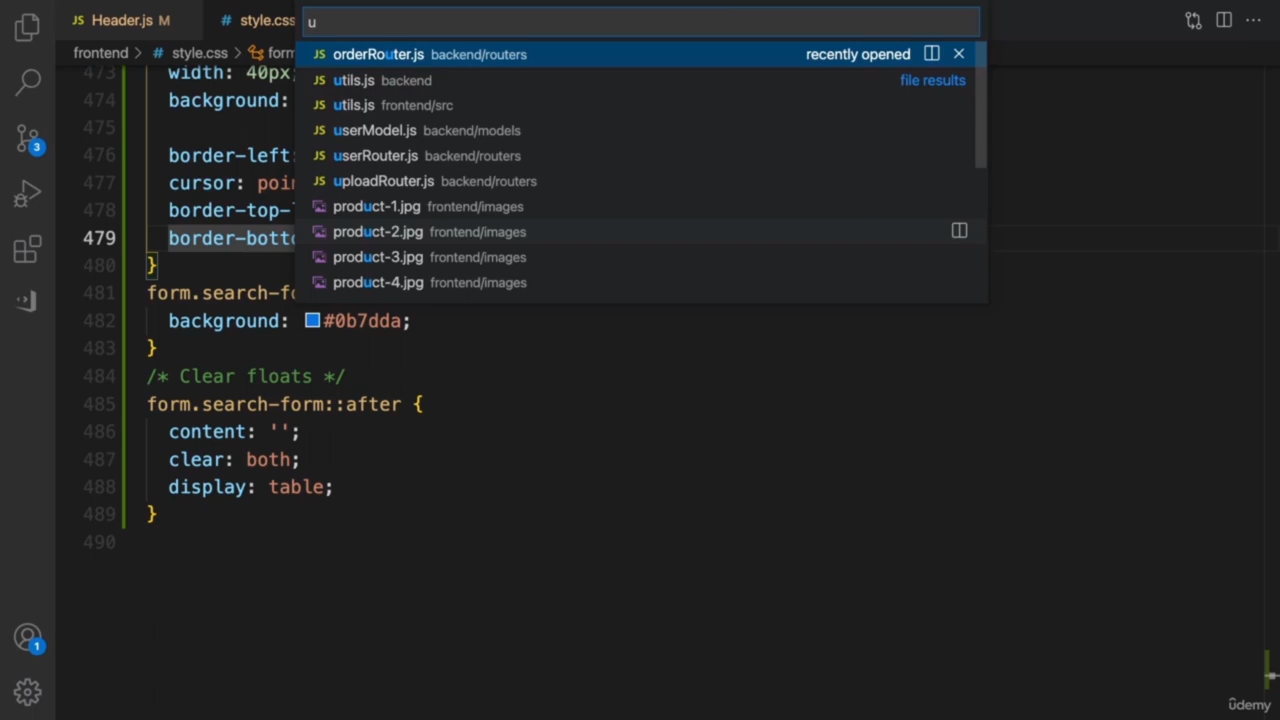 JS Header.js M
# style.css
u
frontend > # style.css > form
JS orderRouter.js backend/routers recently opened
JS utils.js backend file results
JS utils.js frontend/src
JS userModel.js backend/models
JS userRouter.js backend/routers
JS uploadRouter.js backend/routers
product-1.jpg frontend/images
product-2.jpg frontend/images
product-3.jpg frontend/images
product-4.jpg frontend/images
473 width: 40px;
474 background:
475
476 border-left:
477 cursor: poin
478 border-top-
479 border-botto
480 }
481 form.search-fo
482 background: #0b7dda;
483 }
484 /* Clear floats */
485 form.search-form::after {
486 content: '';
487 clear: both;
488 display: table;
489 }
490
3
1
ûdemy